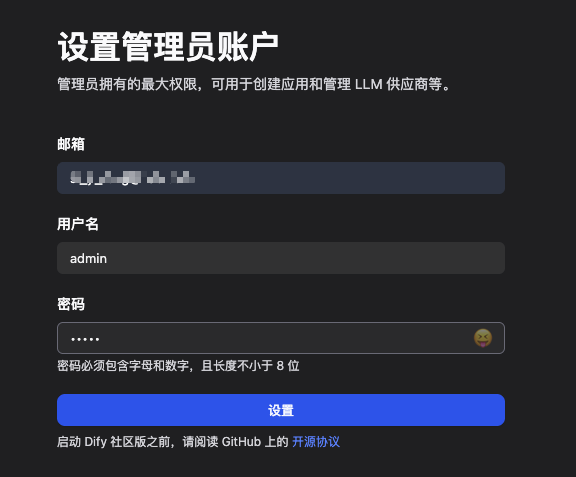 设置管理员账户
管理员拥有的最大权限，可用于创建应用和管理 LLM 供应商等。
邮箱
用户名
admin
密码
•••••
密码必须包含字母和数字，且长度不小于 8 位
设置
启动 Dify 社区版之前，请阅读 GitHub 上的 开源协议